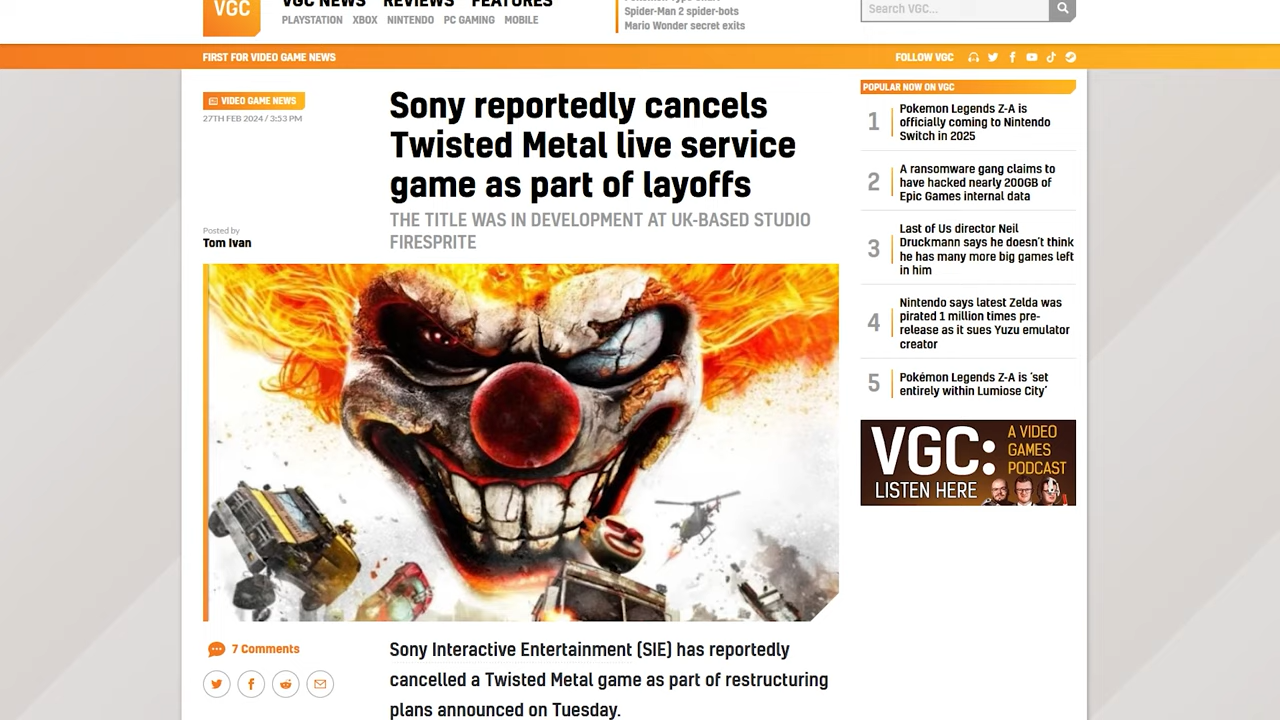 VGC
VGC NEWS REVIEWS FEATURES
PLAYSTATION XBOX NINTENDO PC GAMING MOBILE
Spider-Man 2 spider-bots
Mario Wonder secret exits
Search VGC...
FIRST FOR VIDEO GAME NEWS
FOLLOW VGC
VIDEO GAME NEWS
27TH FEB 2024 / 3:53 PM
Posted by
Tom Ivan
Sony reportedly cancels
Twisted Metal live service
game as part of layoffs
THE TITLE WAS IN DEVELOPMENT AT UK-BASED STUDIO
FIRESPRITE
7 Comments
Sony Interactive Entertainment (SIE) has reportedly
cancelled a Twisted Metal game as part of restructuring
plans announced on Tuesday.
POPULAR NOW ON VGC
1
Pokemon Legends Z-A is
officially coming to Nintendo
Switch in 2025
2
A ransomware gang claims to
have hacked nearly 200GB of
Epic Games internal data
3
Last of Us director Neil
Druckmann says he doesn't think
he has many more big games left
in him
4
Nintendo says latest Zelda was
pirated 1 million times pre-
release as it sues Yuzu emulator
creator
5
Pokémon Legends Z-A is 'set
entirely within Lumiose City'
VGC:
A VIDEO
GAMES
PODCAST
LISTEN HERE